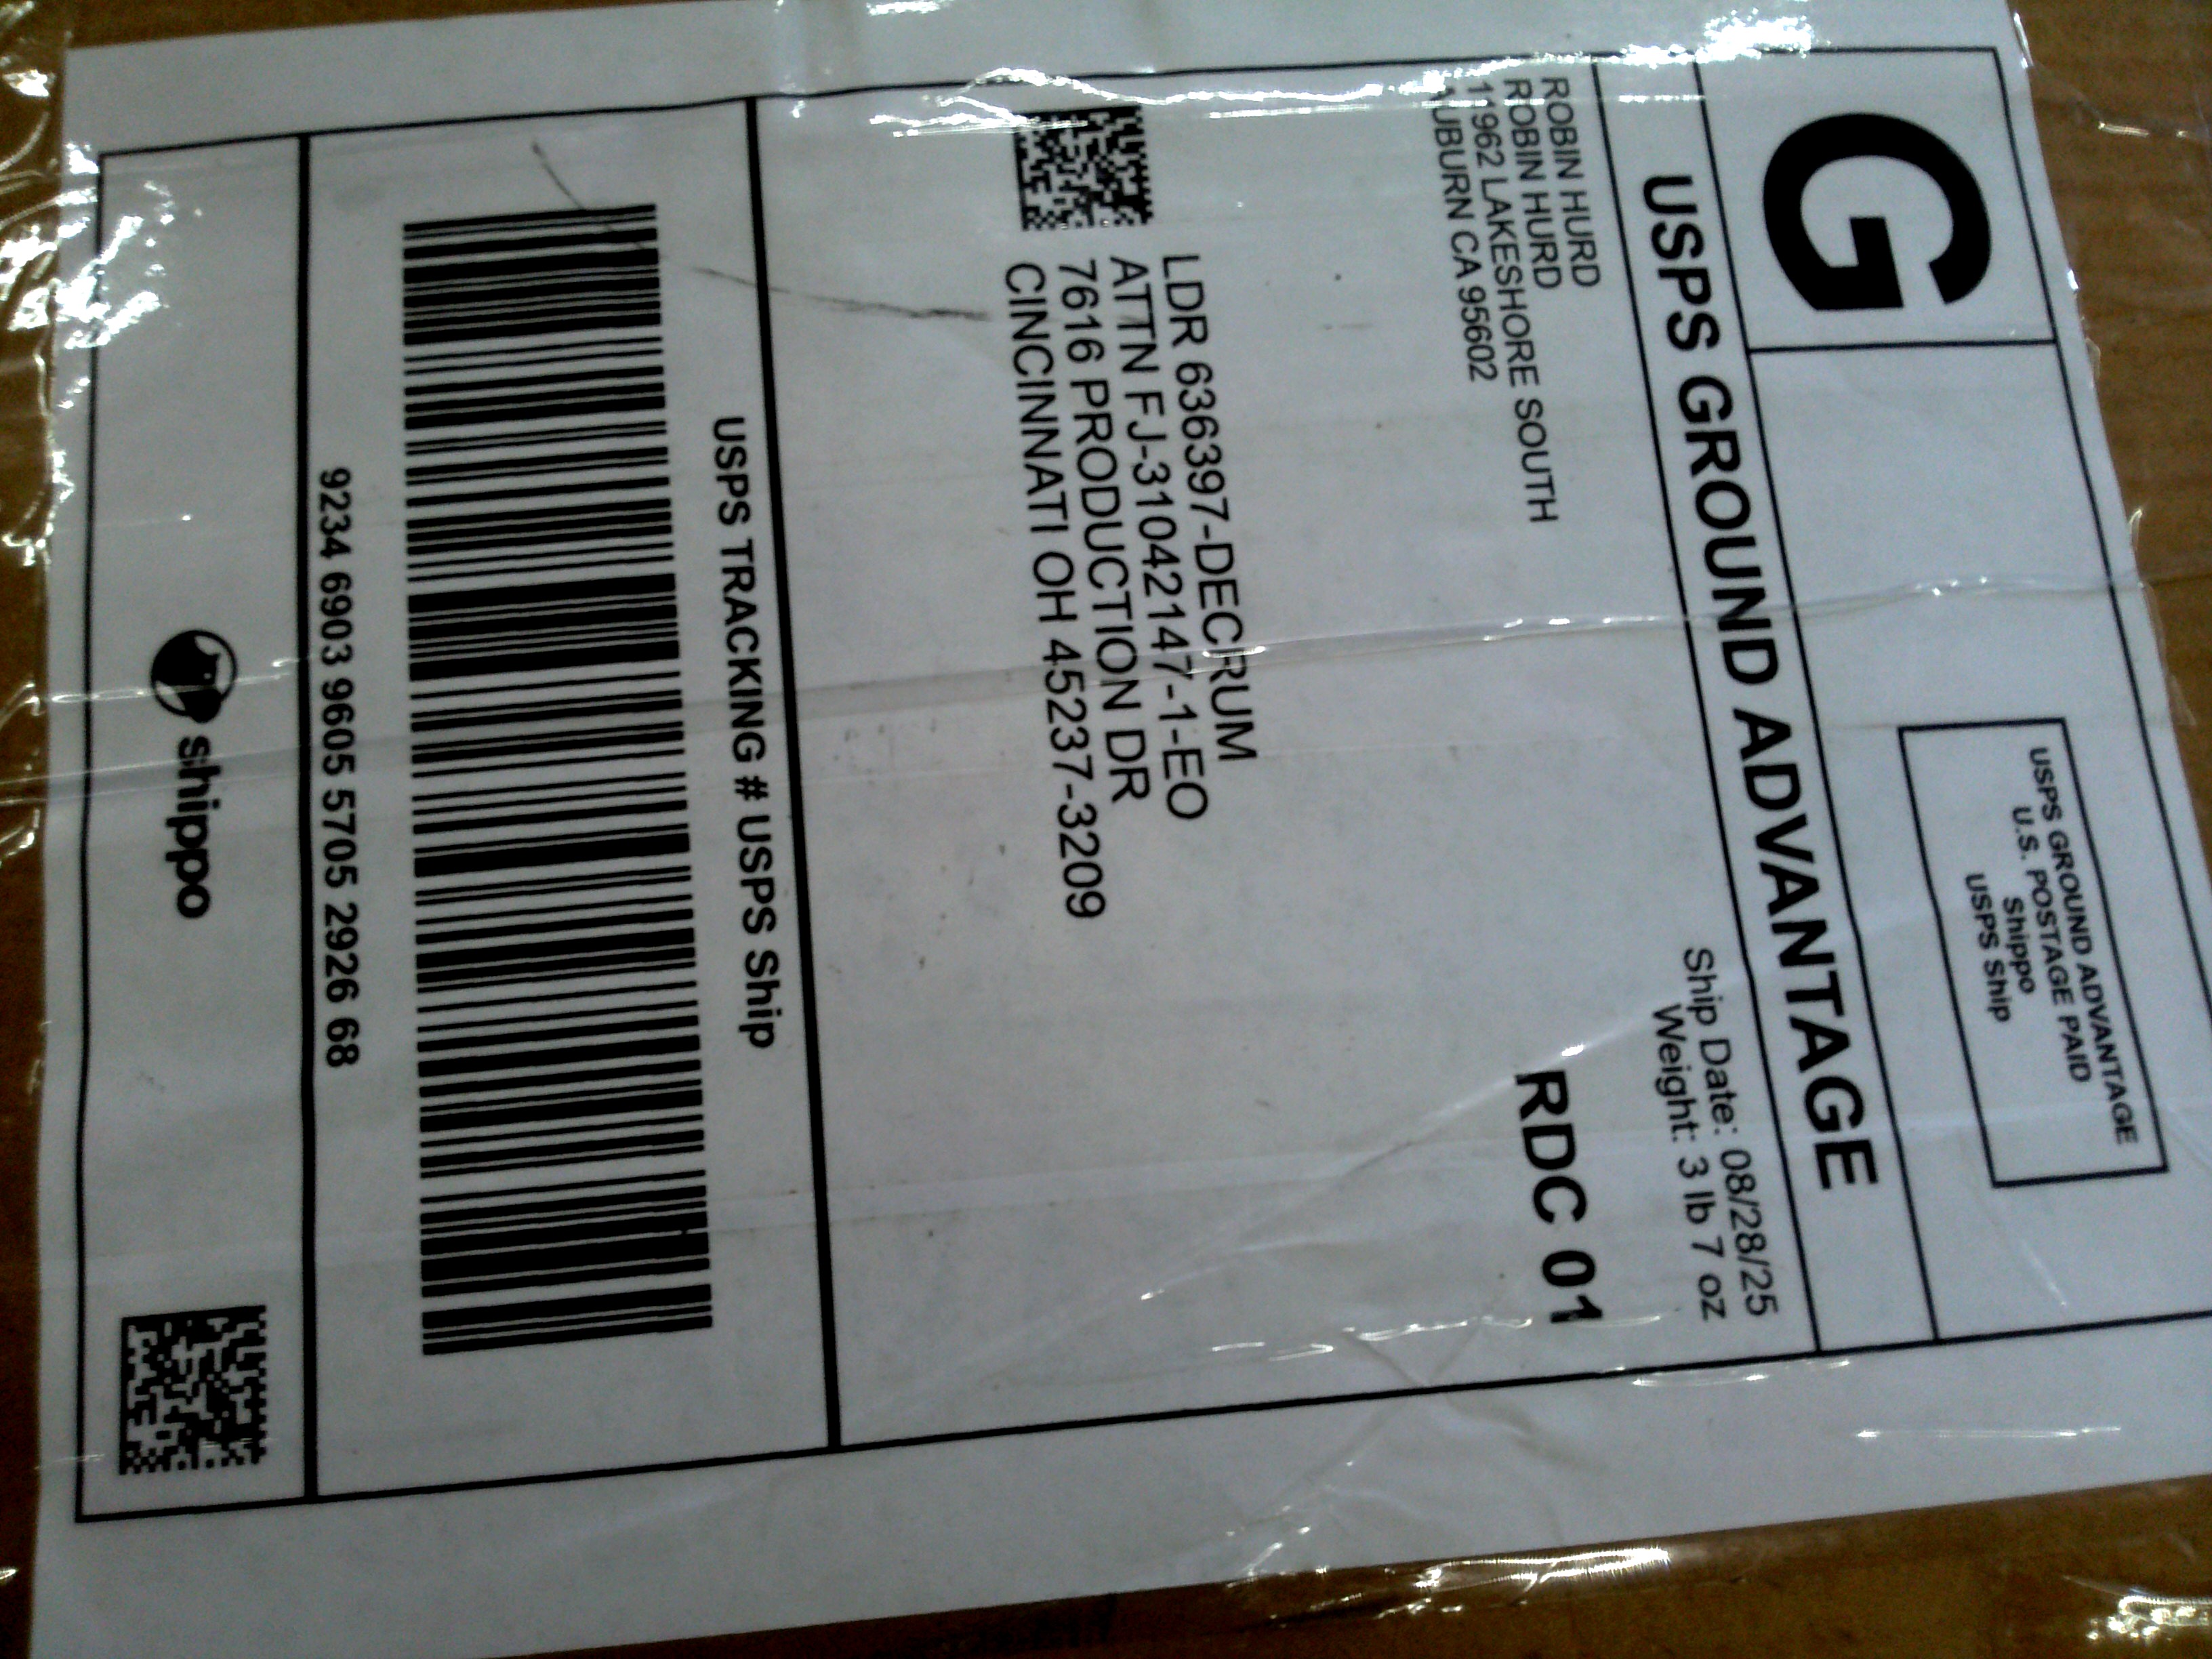 G
USPS GROUND ADVANTAGE
U.S. POSTAGE PAID
Shippo
USPS Ship
USPS GROUND ADVANTAGE
ROBIN HURD
ROBIN HURD
11962 LAKESHORE SOUTH
AUBURN CA 95602
Ship Date: 08/28/25
Weight: 3 lb 7 oz
RDC 01
LDR 636397-DECRUM
ATTN FJ-31042147-1-EO
7616 PRODUCTION DR
CINCINNATI OH 45237-3209
USPS TRACKING # USPS Ship
9234 6903 9605 5705 2926 68
shippo